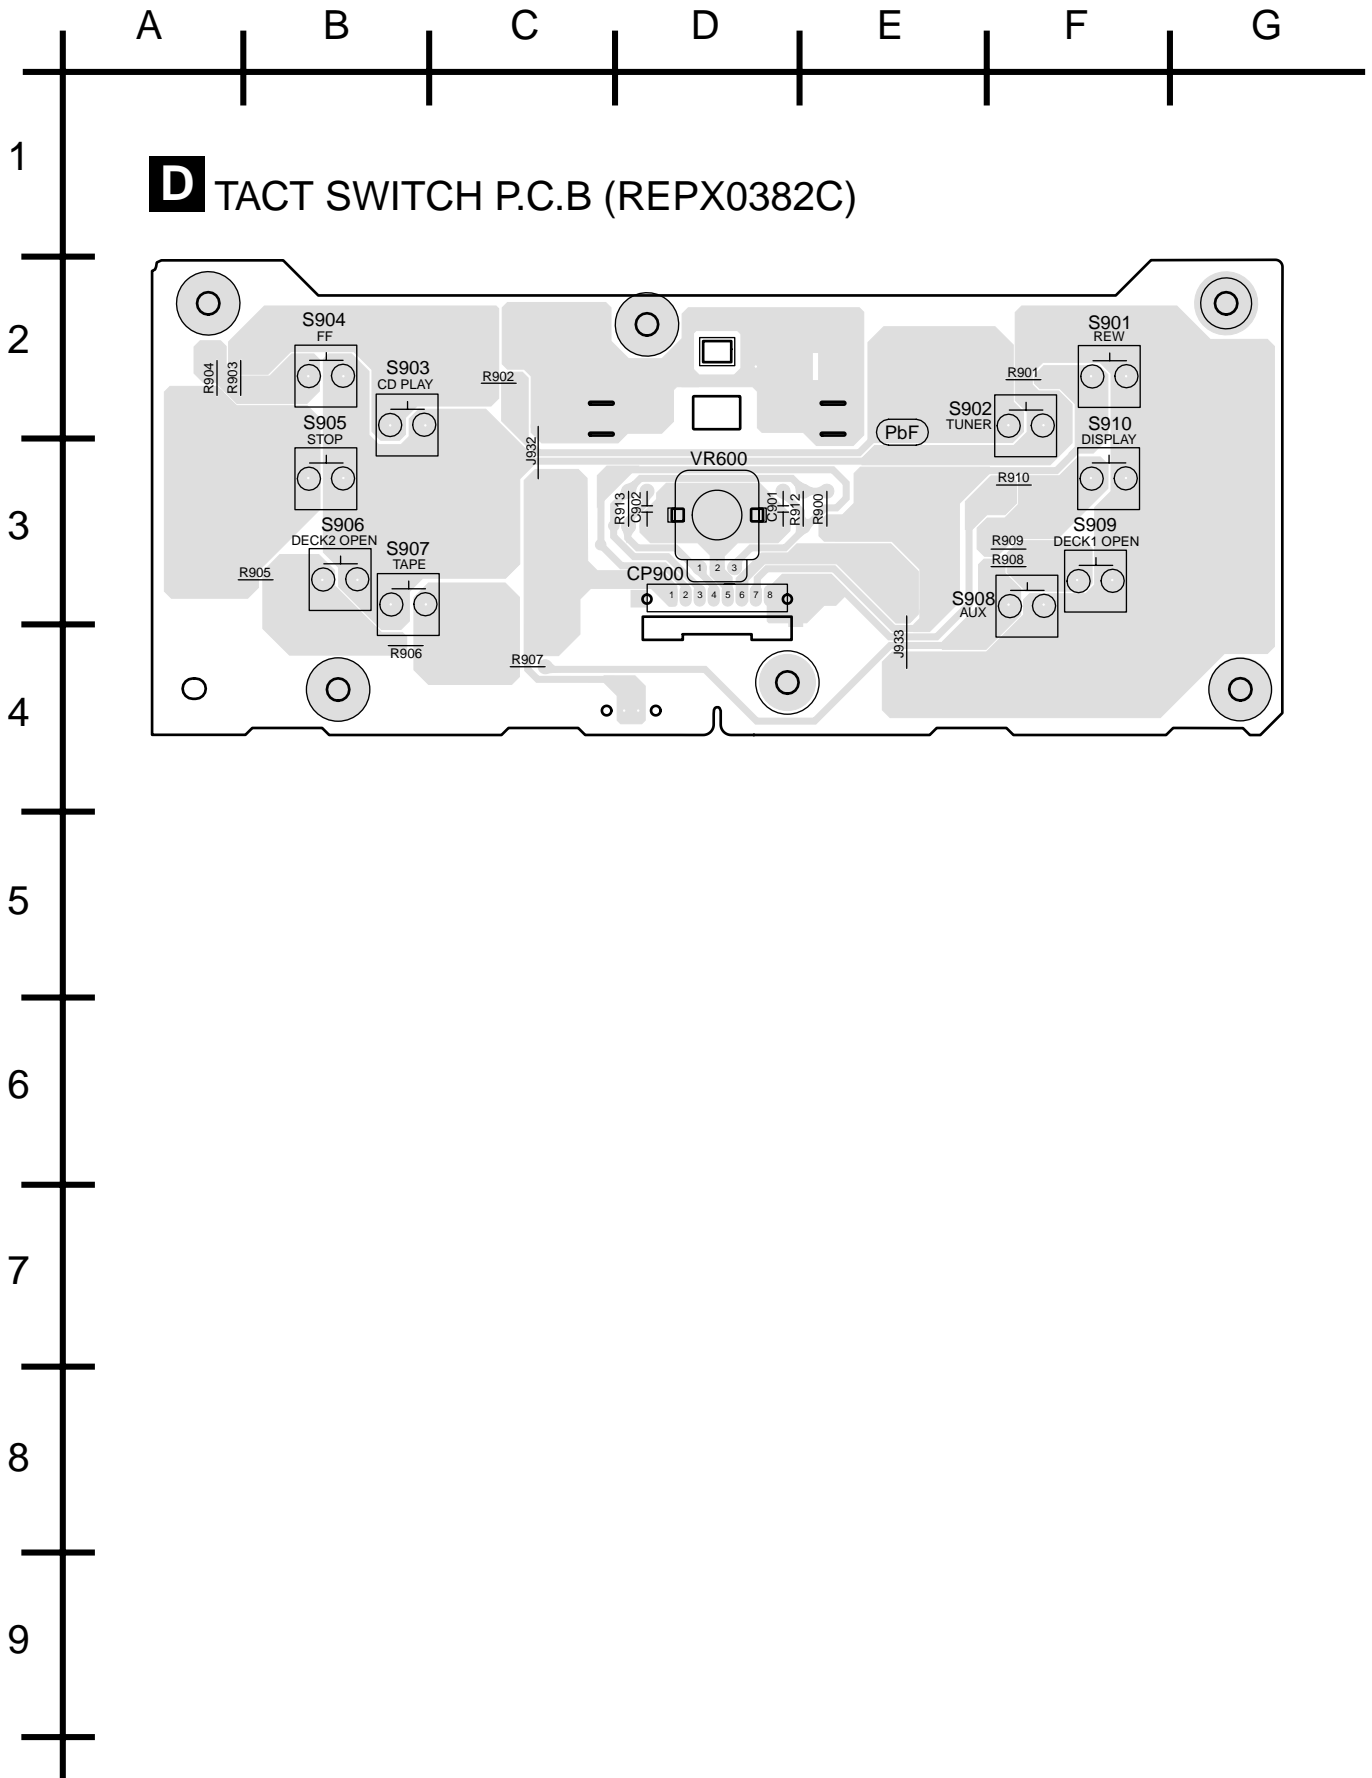 A B C D E F G
1
D TACT SWITCH P.C.B (REPX0382C)
2
S904
FF
S901
REW
R904
R903
S903
CD PLAY
R902
R901
S902
TUNER
S905
STOP
PbF
S910
DISPLAY
J932
VR600
R910
3
R913
C902
C901
R912
R900
S906
DECK2 OPEN
S909
DECK1 OPEN
S907
TAPE
R909
R908
R905
1 2 3
CP900
1 2 3 4 5 6 7 8
S908
AUX
R906
R907
J933
4
5
6
7
8
9